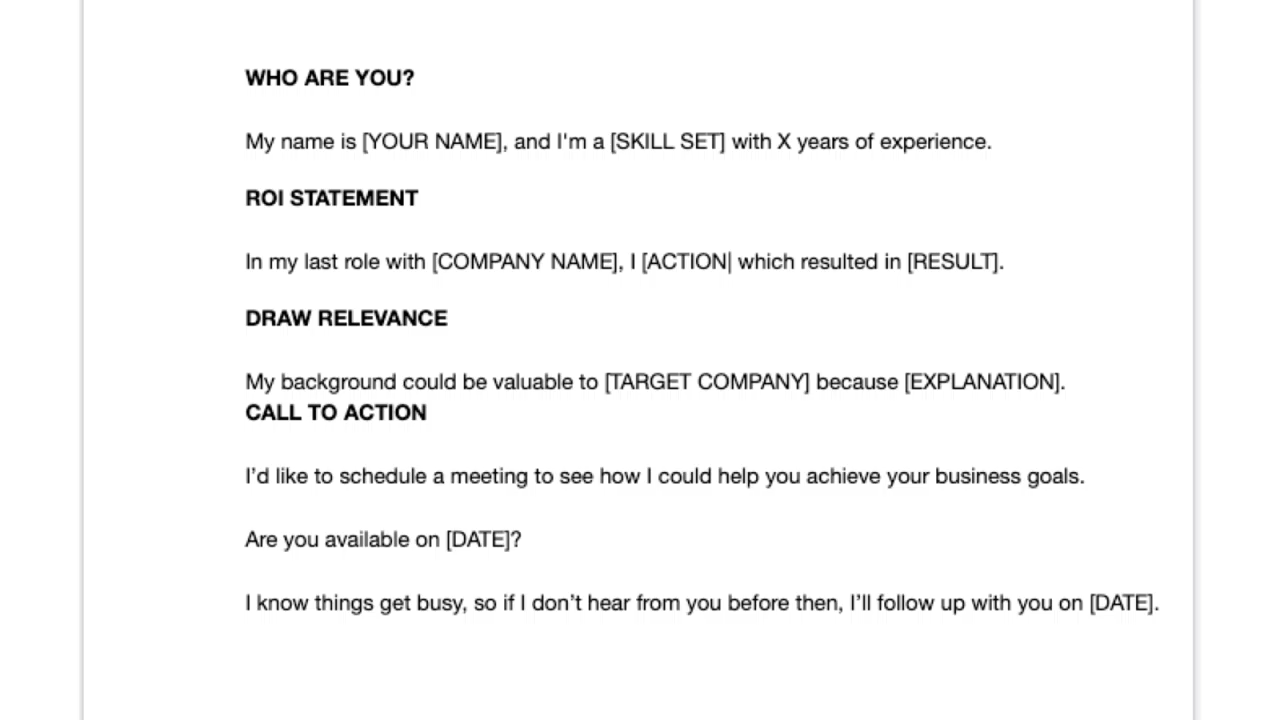 WHO ARE YOU?
My name is [YOUR NAME], and I'm a [SKILL SET] with X years of experience.
ROI STATEMENT
In my last role with [COMPANY NAME], I [ACTION| which resulted in [RESULT].
DRAW RELEVANCE
My background could be valuable to [TARGET COMPANY] because [EXPLANATION].
CALL TO ACTION
I’d like to schedule a meeting to see how I could help you achieve your business goals.
Are you available on [DATE]?
I know things get busy, so if I don’t hear from you before then, I’ll follow up with you on [DATE].